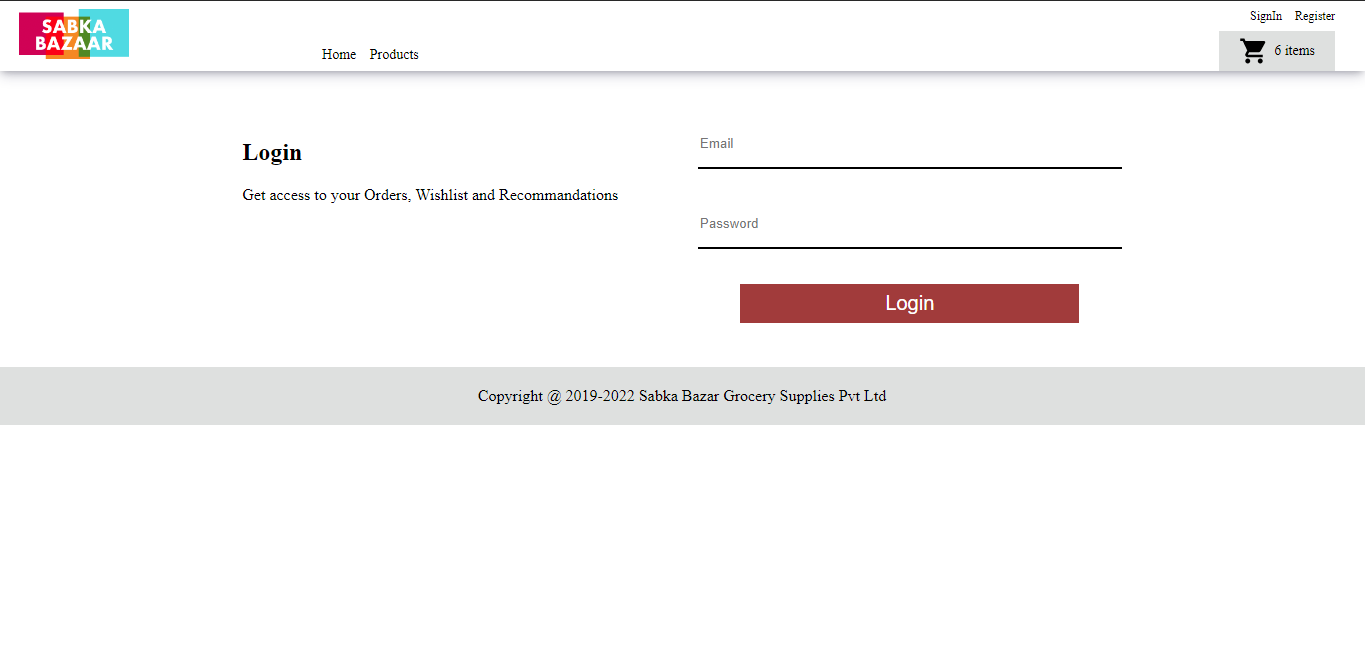 SABKA
BAZAAR
SignIn Register
Home Products
6 items
Login
Get access to your Orders, Wishlist and Recommandations
Email
Password
Login
Copyright @ 2019-2022 Sabka Bazar Grocery Supplies Pvt Ltd